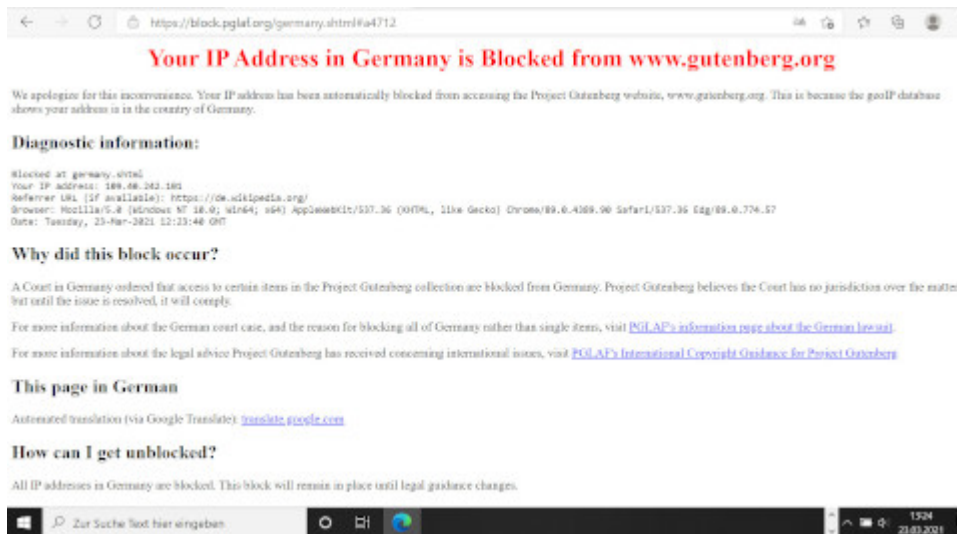 https://block.pglaf.org/germany.shtml#a4712
Your IP Address in Germany is Blocked from www.gutenberg.org
We apologize for this inconvenience. Your IP address has been automatically blocked from accessing the Project Gutenberg website, www.gutenberg.org. This is because the geoIP database
shows your address is in the country of Germany.
Diagnostic information:
Blocked at germany.shtml
Your IP address: 109.40.242.101
Referrer URL (if available): https://de.wikipedia.org/
Browser: Mozilla/5.0 (Windows NT 10.0; Win64; x64) AppleWebKit/537.36 (KHTML, like Gecko) Chrome/89.0.4389.90 Safari/537.36 Edg/89.0.774.57
Date: Tuesday, 23-Mar-2021 12:23:40 GMT
Why did this block occur?
A Court in Germany ordered that access to certain items in the Project Gutenberg collection are blocked from Germany. Project Gutenberg believes the Court has no jurisdiction over the matter
but until the issue is resolved, it will comply.
For more information about the German court case, and the reason for blocking all of Germany rather than single items, visit PGLAF's information page about the German lawsuit.
For more information about the legal advice Project Gutenberg has received concerning international issues, visit PGLAF's International Copyright Guidance for Project Gutenberg
This page in German
Automated translation (via Google Translate): translate.google.com
How can I get unblocked?
All IP addresses in Germany are blocked. This block will remain in place until legal guidance changes.
Zur Suche Text hier eingeben
13:24
23.03.2021